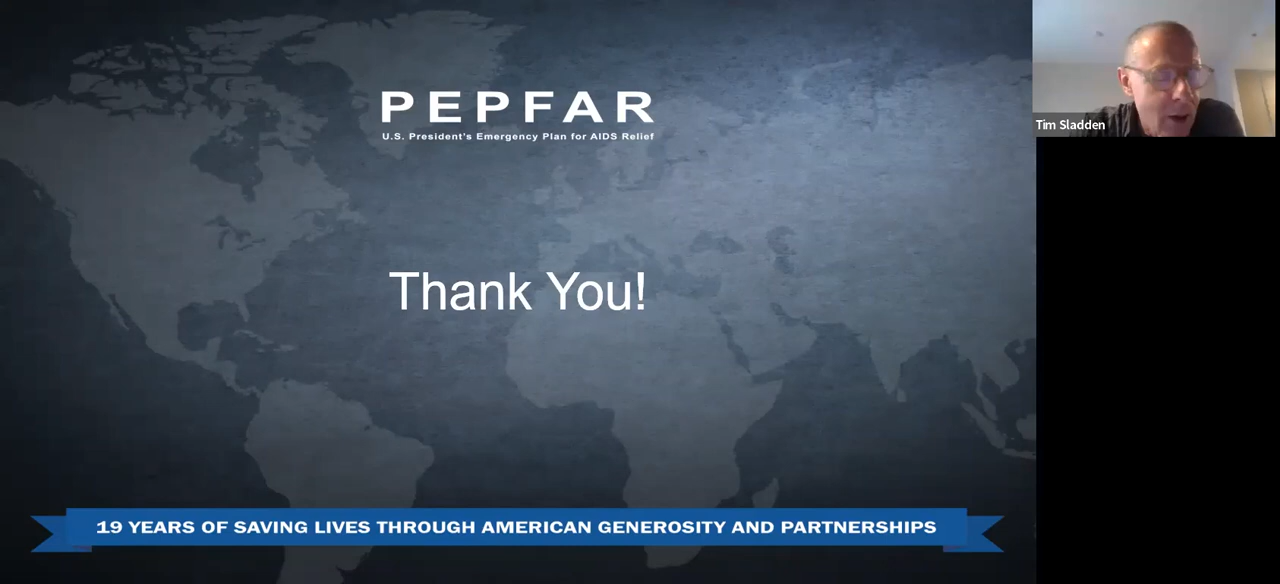 PEPFAR
U.S. President's Emergency Plan for AIDS Relief
Tim Sladden
Thank You!
19 YEARS OF SAVING LIVES THROUGH AMERICAN GENEROSITY AND PARTNERSHIPS